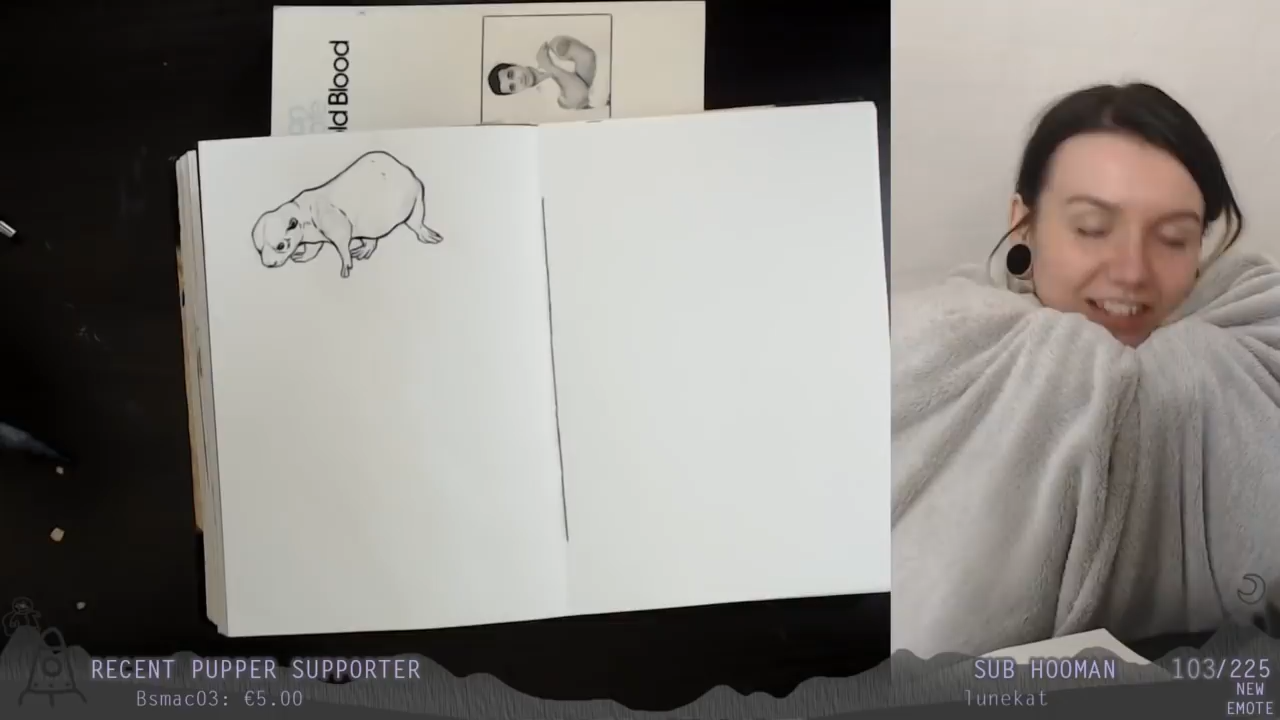 ld Blood
RECENT PUPPER SUPPORTER
Bsmac03: €5.00
SUB HOOMAN
lunekat
103/225
NEW
EMOTE